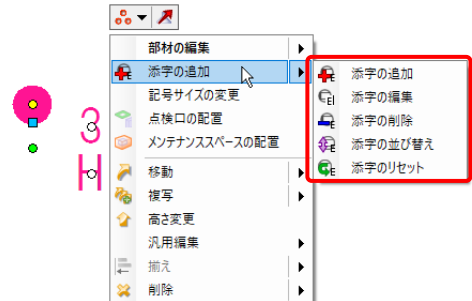 部材の編集
添字の追加
記号サイズの変更
点検口の配置
メンテナンススペースの配置
移動
複写
高さ変更
汎用編集
揃え
削除
添字の追加
添字の編集
添字の削除
添字の並び替え
添字のリセット
3
H